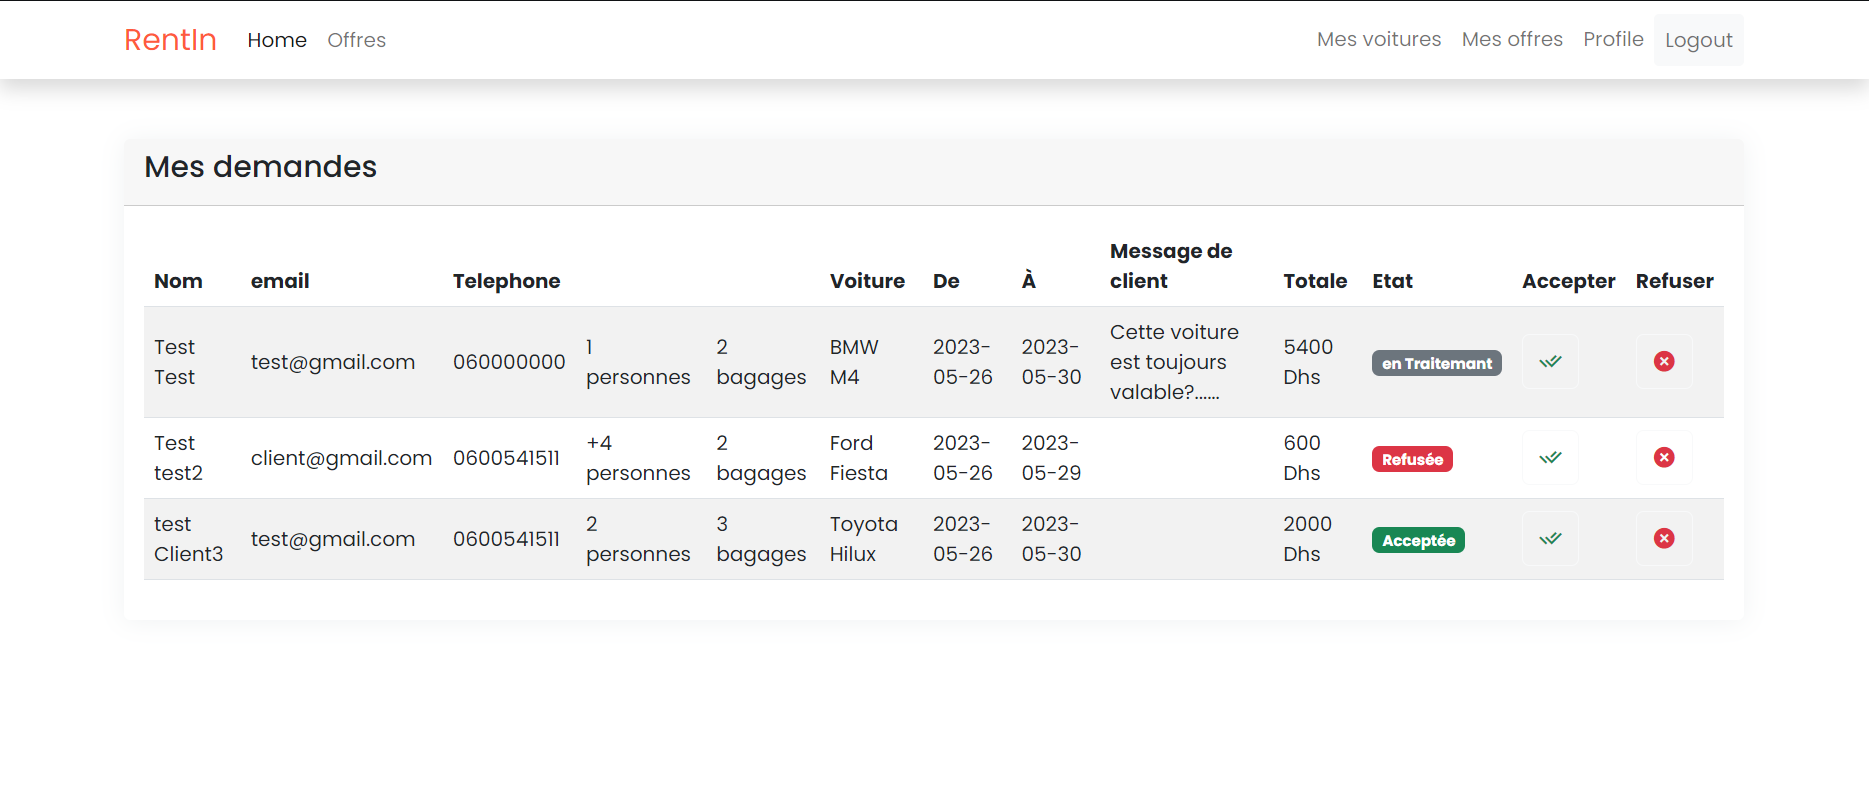 RentIn Home Offres Mes voitures Mes offres Profile Logout
Mes demandes
Nom email Telephone Voiture De À Message de client Totale Etat Accepter Refuser
Test Test test@gmail.com 060000000 1 personnes 2 bagages BMW M4 2023-05-26 2023-05-30 Cette voiture est toujours valable?...... 5400 Dhs en Traitemant
Test test2 client@gmail.com 0600541511 +4 personnes 2 bagages Ford Fiesta 2023-05-26 2023-05-29 600 Dhs Refusée
test Client3 test@gmail.com 0600541511 2 personnes 3 bagages Toyota Hilux 2023-05-26 2023-05-30 2000 Dhs Acceptée